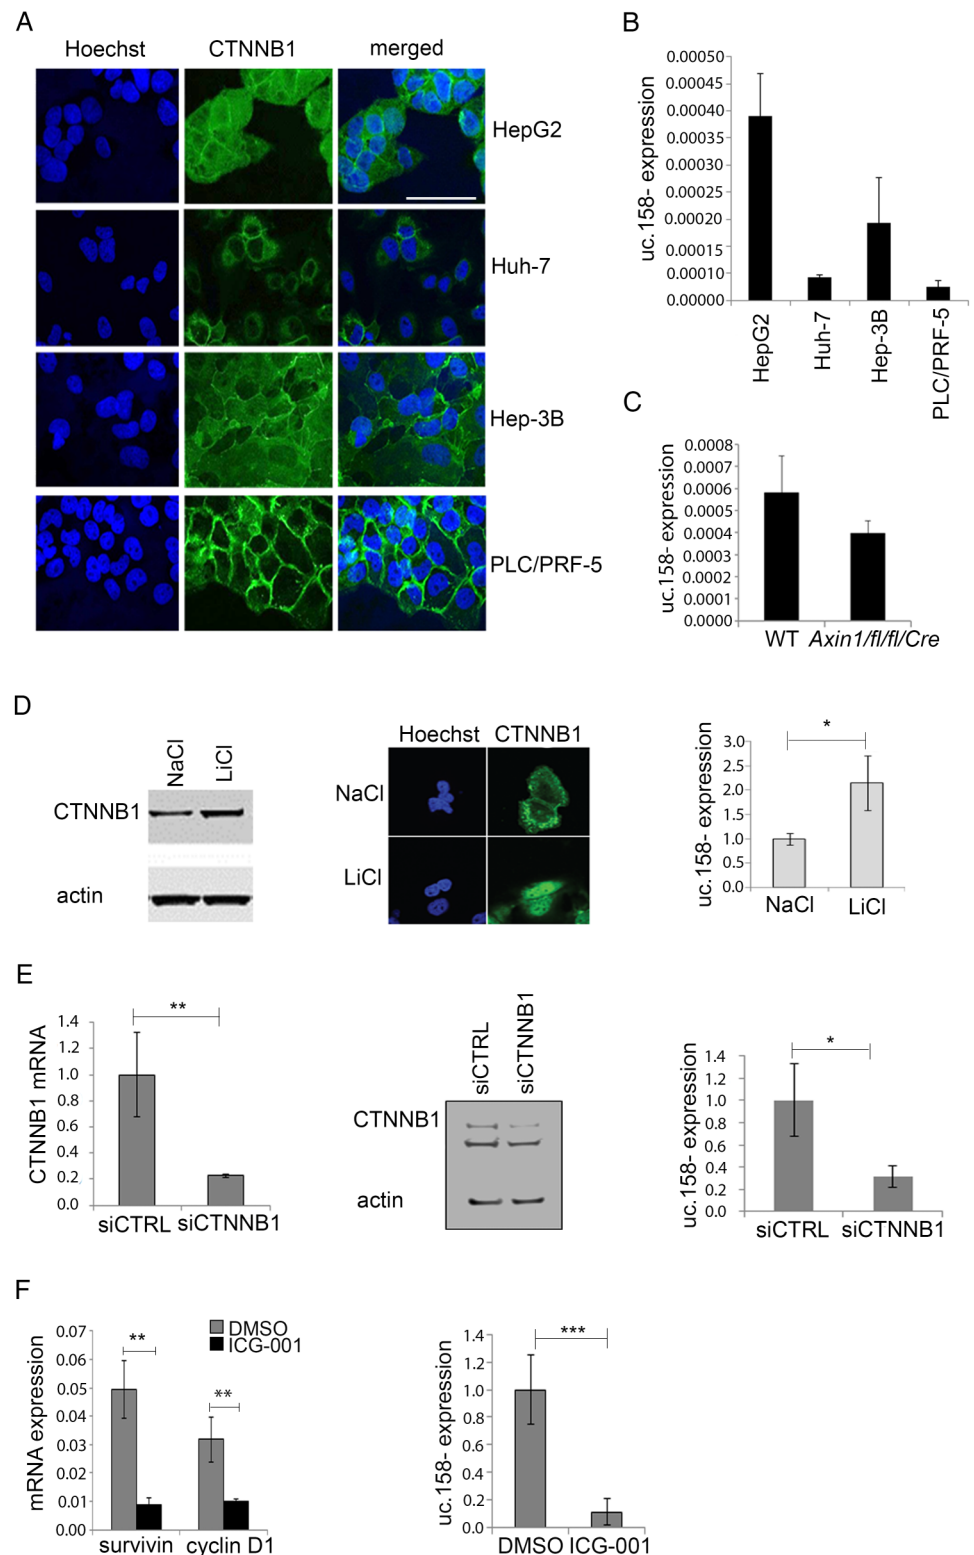 A
Hoechst CTNNB1 merged
HepG2
Huh-7
Hep-3B
PLC/PRF-5
B
uc.158- expression
0.00050
0.00045
0.00040
0.00035
0.00030
0.00025
0.00020
0.00015
0.00010
0.00000
HepG2
Huh-7
Hep-3B
PLC/PRF-5
C
uc.158- expression
0.0008
0.0007
0.0006
0.0005
0.0004
0.0003
0.0002
0.0001
0.0000
WT Axin1/fl/fl/Cre
D
NaCl
LiCl
CTNNB1
actin
Hoechst CTNNB1
NaCl
LiCl
uc.158- expression
3.0
2.5
2.0
1.5
1.0
0.5
0.0
*
NaCl LiCl
E
CTNNB1 mRNA
1.4
1.2
1.0
0.8
0.6
0.4
0.2
0.0
**
siCTRL siCTNNB1
siCTRL
siCTNNB1
CTNNB1
actin
uc.158- expression
1.4
1.2
1.0
0.8
0.6
0.4
0.2
0.0
*
siCTRL siCTNNB1
F
mRNA expression
0.07
0.06
0.05
0.04
0.03
0.02
0.01
0.00
**
**
DMSO
ICG-001
survivin cyclin D1
uc.158- expression
1.4
1.2
1.0
0.8
0.6
0.4
0.2
0.0
***
DMSO ICG-001